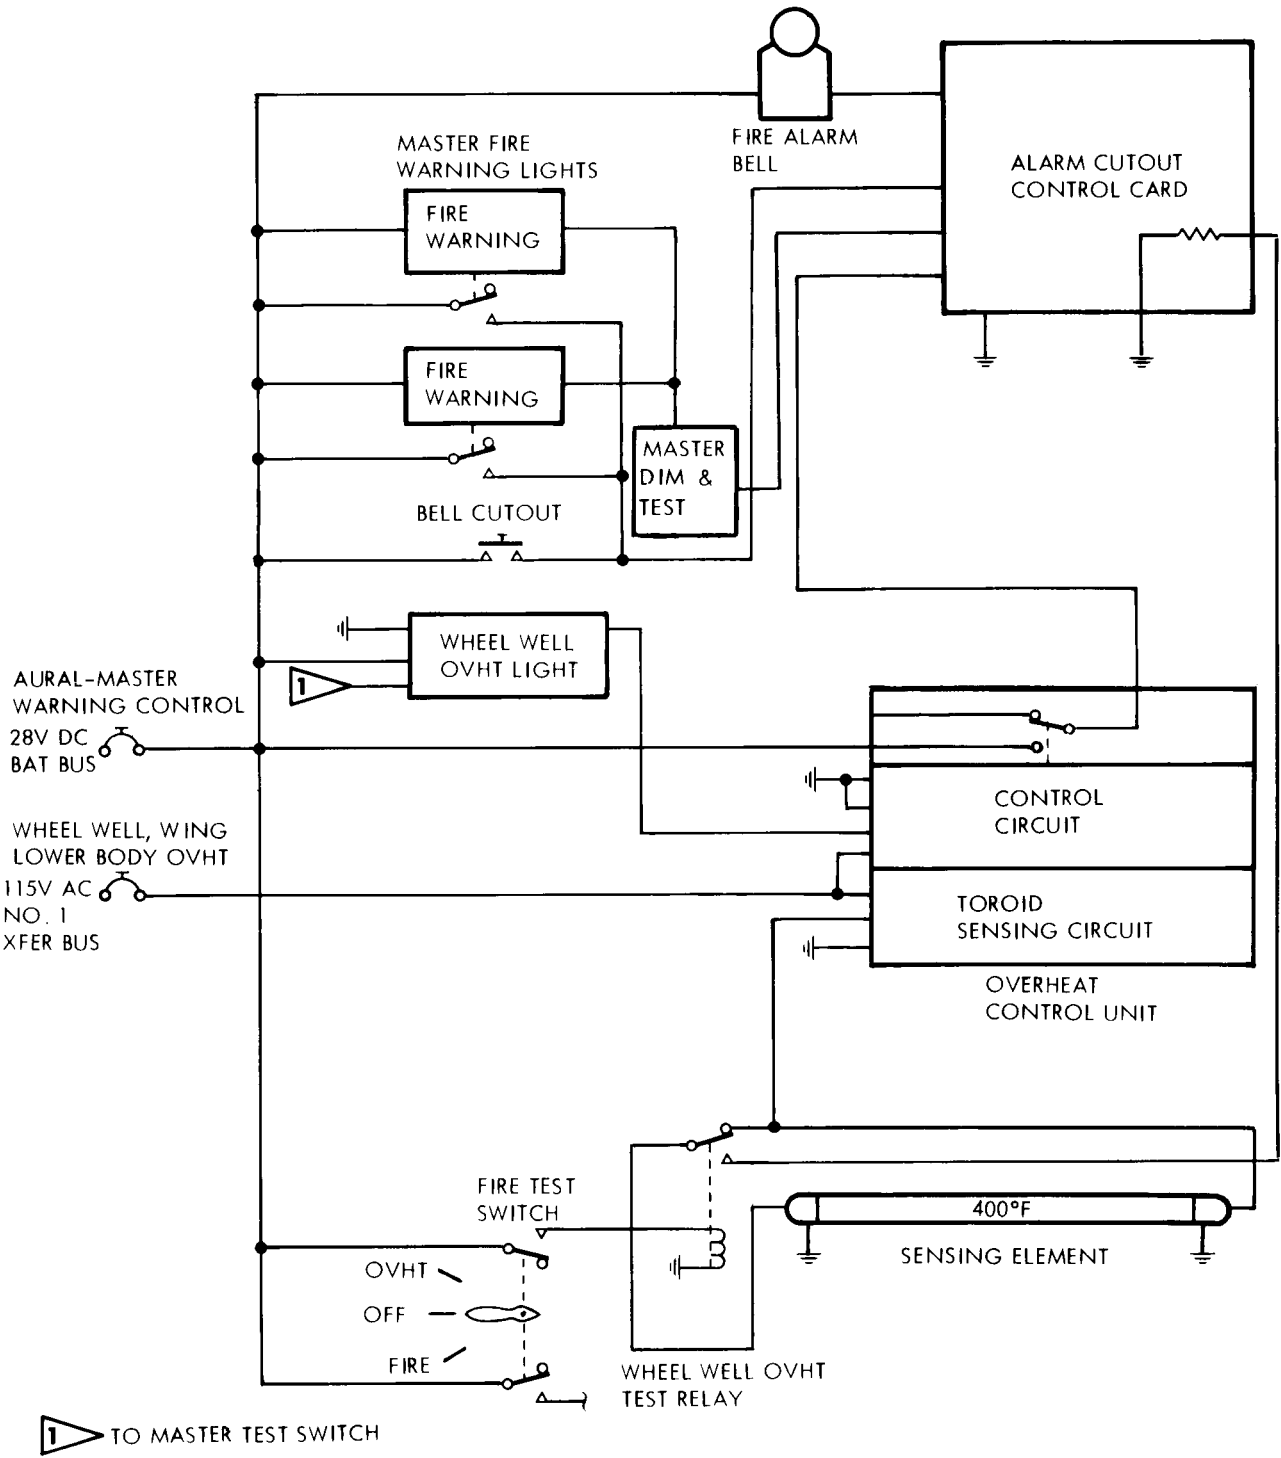 FIRE ALARM
BELL
ALARM CUTOUT
CONTROL CARD
MASTER FIRE
WARNING LIGHTS
FIRE
WARNING
FIRE
WARNING
MASTER
DIM &
TEST
BELL CUTOUT
WHEEL WELL
OVHT LIGHT
1
AURAL-MASTER
WARNING CONTROL
28V DC
BAT BUS
WHEEL WELL, WING
LOWER BODY OVHT
115V AC
NO. 1
XFER BUS
CONTROL
CIRCUIT
TOROID
SENSING CIRCUIT
OVERHEAT
CONTROL UNIT
FIRE TEST
SWITCH
OVHT
OFF
FIRE
400°F
SENSING ELEMENT
WHEEL WELL OVHT
TEST RELAY
1 TO MASTER TEST SWITCH